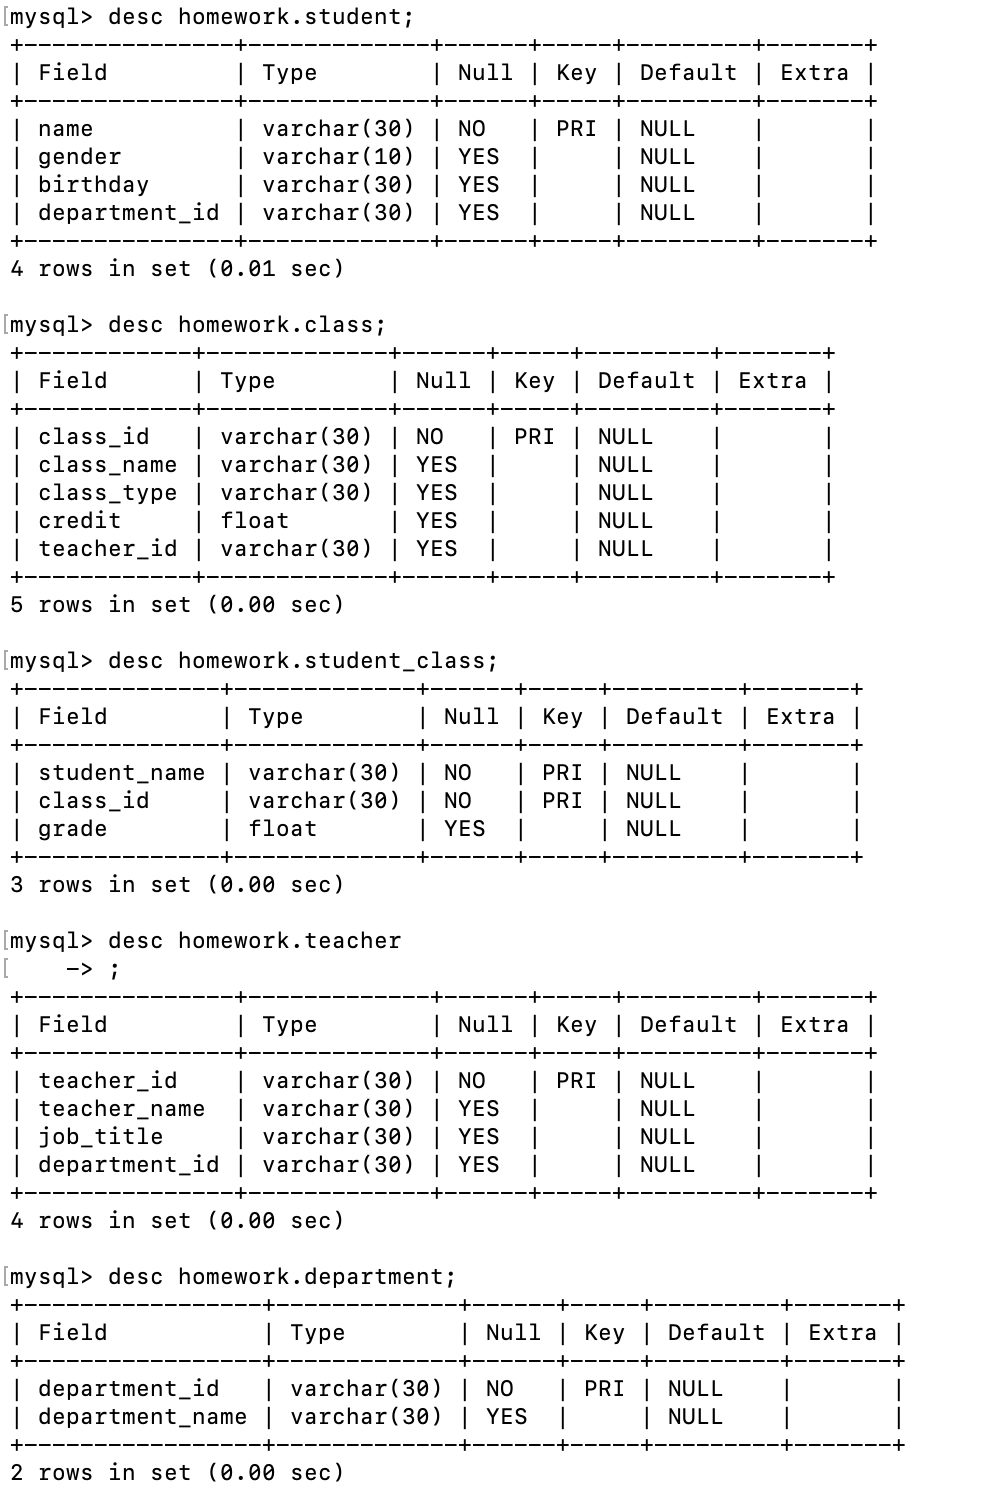 mysql> desc homework.student;
+----------------+-------------+------+-----+---------+-------+
| Field         | Type        | Null | Key | Default | Extra |
+----------------+-------------+------+-----+---------+-------+
| name          | varchar(30) | NO   | PRI | NULL    |       |
| gender        | varchar(10) | YES  |     | NULL    |       |
| birthday      | varchar(30) | YES  |     | NULL    |       |
| department_id | varchar(30) | YES  |     | NULL    |       |
+----------------+-------------+------+-----+---------+-------+
4 rows in set (0.01 sec)
mysql> desc homework.class;
+------------+-------------+------+-----+---------+-------+
| Field      | Type        | Null | Key | Default | Extra |
+------------+-------------+------+-----+---------+-------+
| class_id   | varchar(30) | NO   | PRI | NULL    |       |
| class_name | varchar(30) | YES  |     | NULL    |       |
| class_type | varchar(30) | YES  |     | NULL    |       |
| credit     | float       | YES  |     | NULL    |       |
| teacher_id | varchar(30) | YES  |     | NULL    |       |
+------------+-------------+------+-----+---------+-------+
5 rows in set (0.00 sec)
mysql> desc homework.student_class;
+--------------+-------------+------+-----+---------+-------+
| Field        | Type        | Null | Key | Default | Extra |
+--------------+-------------+------+-----+---------+-------+
| student_name | varchar(30) | NO   | PRI | NULL    |       |
| class_id     | varchar(30) | NO   | PRI | NULL    |       |
| grade        | float       | YES  |     | NULL    |       |
+--------------+-------------+------+-----+---------+-------+
3 rows in set (0.00 sec)
mysql> desc homework.teacher
    -> ;
+---------------+-------------+------+-----+---------+-------+
| Field         | Type        | Null | Key | Default | Extra |
+---------------+-------------+------+-----+---------+-------+
| teacher_id    | varchar(30) | NO   | PRI | NULL    |       |
| teacher_name  | varchar(30) | YES  |     | NULL    |       |
| job_title     | varchar(30) | YES  |     | NULL    |       |
| department_id | varchar(30) | YES  |     | NULL    |       |
+---------------+-------------+------+-----+---------+-------+
4 rows in set (0.00 sec)
mysql> desc homework.department;
+-----------------+-------------+------+-----+---------+-------+
| Field           | Type        | Null | Key | Default | Extra |
+-----------------+-------------+------+-----+---------+-------+
| department_id   | varchar(30) | NO   | PRI | NULL    |       |
| department_name | varchar(30) | YES  |     | NULL    |       |
+-----------------+-------------+------+-----+---------+-------+
2 rows in set (0.00 sec)